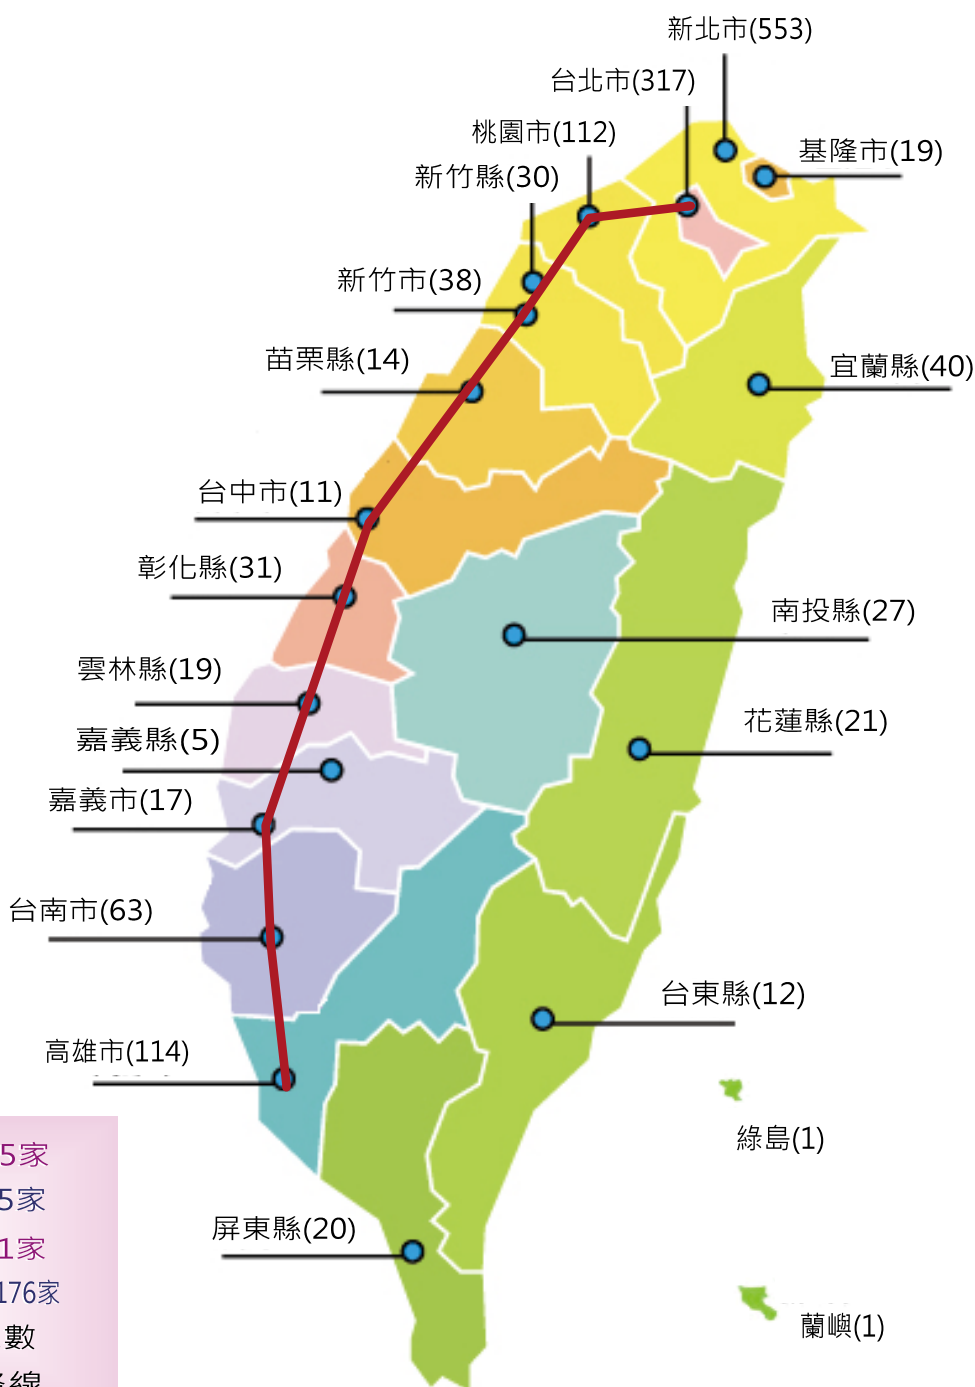 新北市(553)
台北市(317)
桃園市(112)
基隆市(19)
新竹縣(30)
新竹市(38)
苗栗縣(14)
宜蘭縣(40)
台中市(11)
彰化縣(31)
南投縣(27)
雲林縣(19)
花蓮縣(21)
嘉義縣(5)
嘉義市(17)
台南市(63)
台東縣(12)
高雄市(114)
綠島(1)
5家
5家
1家
屏東縣(20)
176家
蘭嶼(1)
數